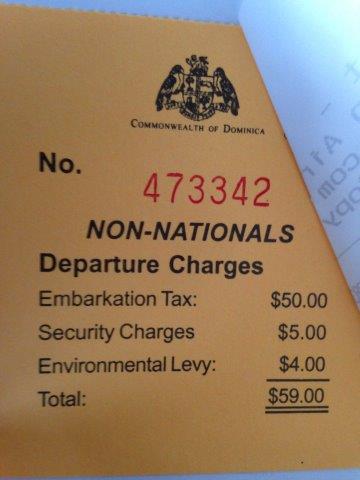 COMMONWEALTH OF DOMINICA
No. 473342
NON-NATIONALS
Departure Charges
Embarkation Tax: $50.00
Security Charges $5.00
Environmental Levy: $4.00
Total: $59.00